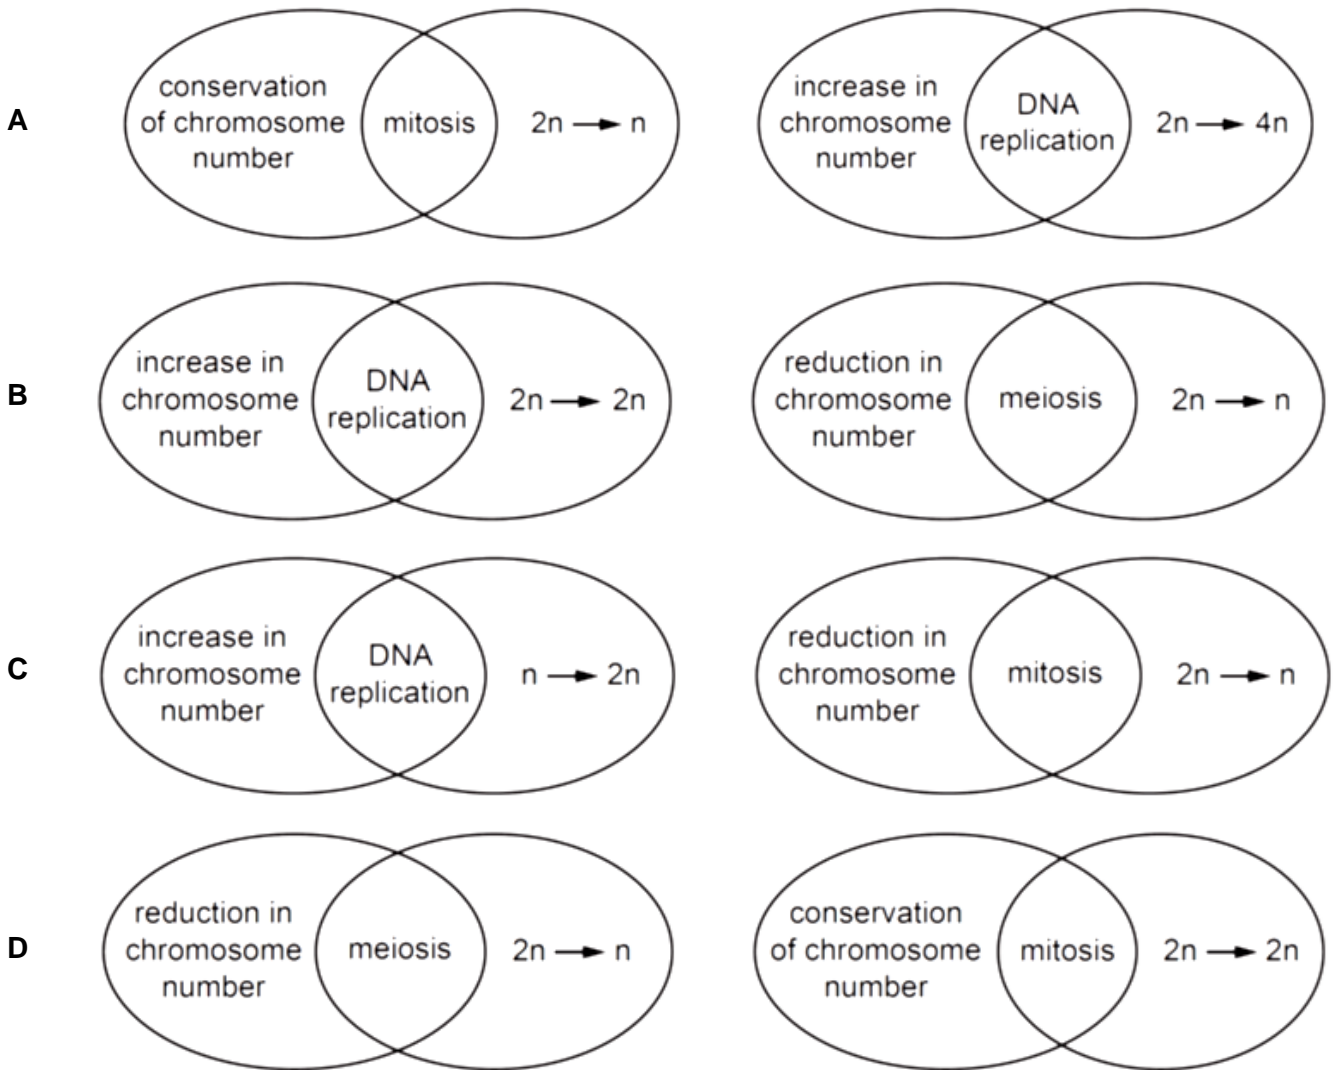 A
conservation
of chromosome
number
mitosis
2n → n
increase in
chromosome
number
DNA
replication
2n → 4n
B
increase in
chromosome
number
DNA
replication
2n → 2n
reduction in
chromosome
number
meiosis
2n → n
C
increase in
chromosome
number
DNA
replication
n → 2n
reduction in
chromosome
number
mitosis
2n → n
D
reduction in
chromosome
number
meiosis
2n → n
conservation
of chromosome
number
mitosis
2n → 2n